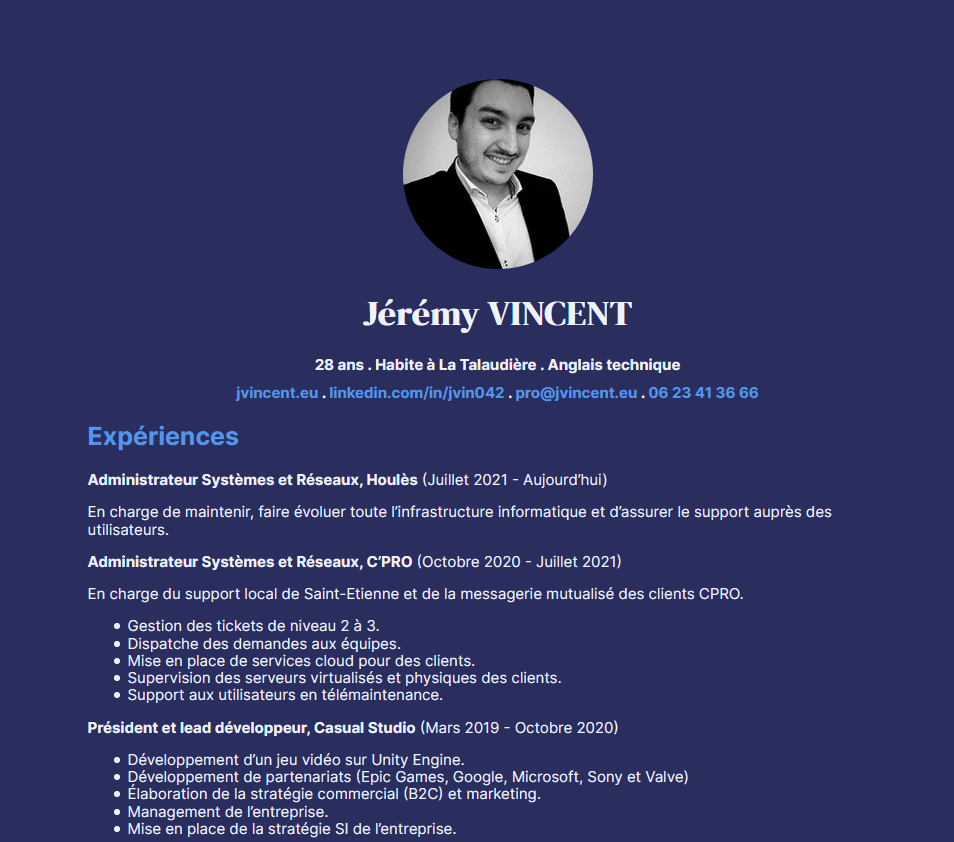 Jérémy VINCENT
28 ans . Habite à La Talaudière . Anglais technique
jvincent.eu . linkedin.com/in/jvin042 . pro@jvincent.eu . 06 23 41 36 66
Expériences
Administrateur Systèmes et Réseaux, Houlès (Juillet 2021 - Aujourd’hui)
En charge de maintenir, faire évoluer toute l’infrastructure informatique et d’assurer le support auprès des
utilisateurs.
Administrateur Systèmes et Réseaux, C’PRO (Octobre 2020 - Juillet 2021)
En charge du support local de Saint-Etienne et de la messagerie mutualisé des clients CPRO.
• Gestion des tickets de niveau 2 à 3.
• Dispatche des demandes aux équipes.
• Mise en place de services cloud pour des clients.
• Supervision des serveurs virtualisés et physiques des clients.
• Support aux utilisateurs en télémaintenance.
Président et lead développeur, Casual Studio (Mars 2019 - Octobre 2020)
• Développement d’un jeu vidéo sur Unity Engine.
• Développement de partenariats (Epic Games, Google, Microsoft, Sony et Valve)
• Élaboration de la stratégie commercial (B2C) et marketing.
• Management de l’entreprise.
• Mise en place de la stratégie SI de l’entreprise.